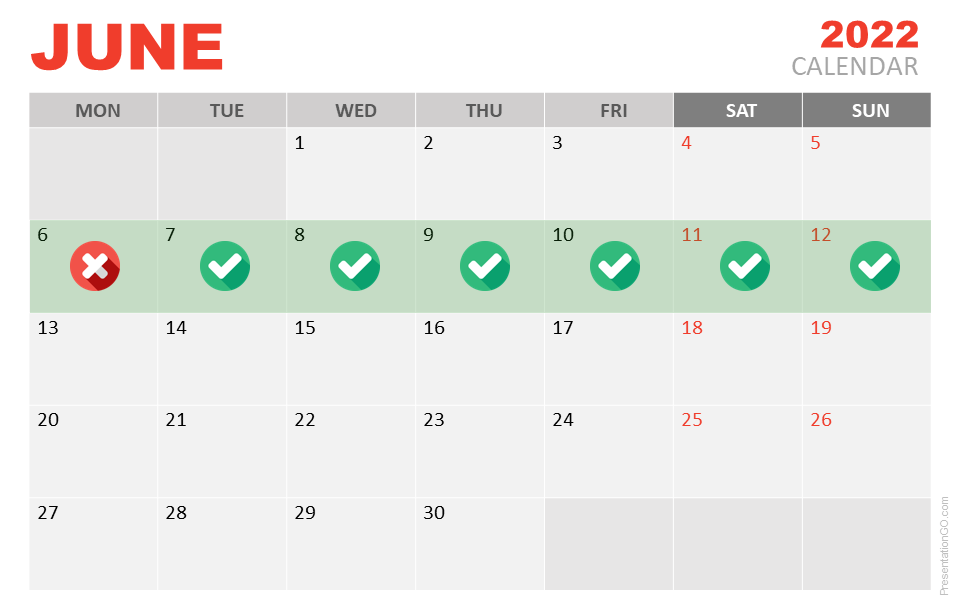 JUNE
2022
CALENDAR
MON TUE WED THU FRI SAT SUN
1 2 3 4 5
6 7 8 9 10 11 12
13 14 15 16 17 18 19
20 21 22 23 24 25 26
27 28 29 30
PresentationGO.com